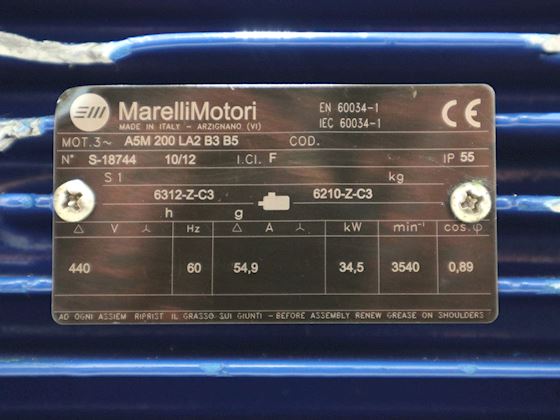 MarelliMotori
MADE IN ITALY - ARZIGNANO (VI)
EN 60034-1
IEC 60034-1
CE
MOT.3~ A5M 200 LA2 B3 B5 COD.
N° S-18744 10/12 I.Cl. F IP 55
S1 kg
6312-Z-C3 6210-Z-C3
h g
△ V ⅄ Hz △ A ⅄ kW min⁻¹ cos.φ
440 60 54,9 34,5 3540 0,89
AD OGNI ASSIEM RIPRIST IL GRASSO SUI GIUNTI - BEFORE ASSEMBLY RENEW GREASE ON SHOULDERS